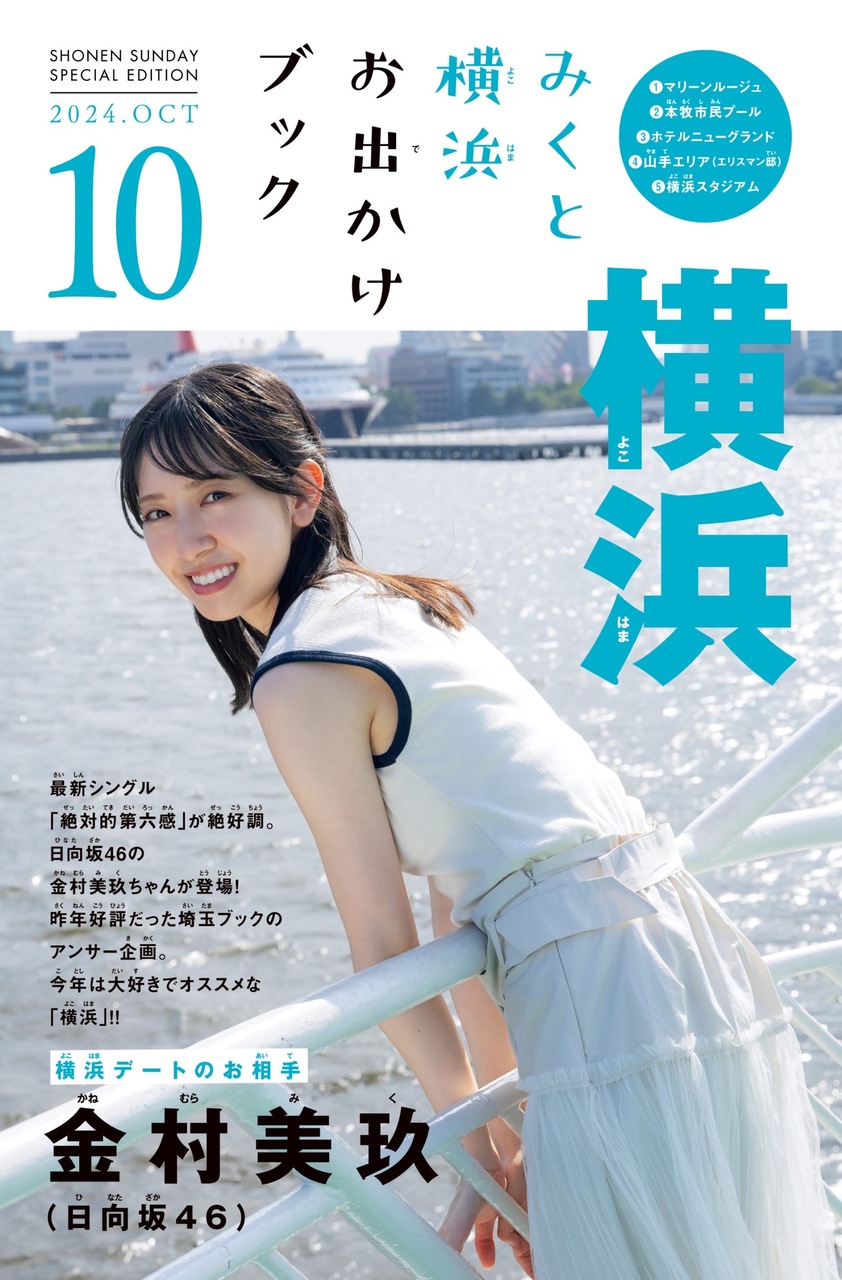 SHONEN SUNDAY
SPECIAL EDITION
2024.OCT
10
みくと
横浜
お出かけ
ブック
①マリーンルージュ
②本牧市民プール
③ホテルニューグランド
④山手エリア(エリスマン邸)
⑤横浜スタジアム
横浜
最新シングル
「絶対的第六感」が絶好調。
日向坂46の
金村美玖ちゃんが登場!
昨年好評だった埼玉ブックの
アンサー企画。
今年は大好きでオススメな
「横浜」!!
横浜デートのお相手
金村美玖
(日向坂46)